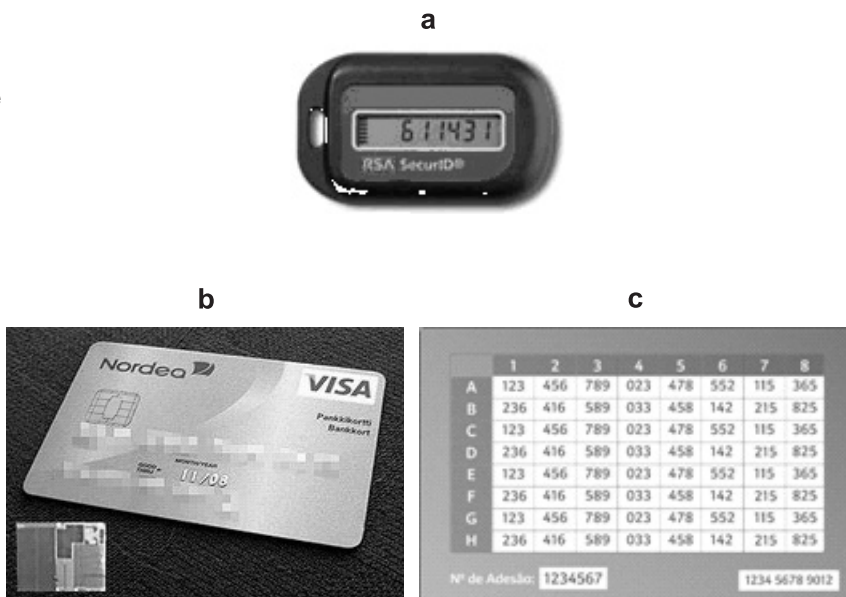 a
611431
RSA SecurID®
b
c
Nordea
VISA
Pankkikortti
Bankkort
GOOD THRU
MONTH/YEAR
11/08
1 2 3 4 5 6 7 8
A 123 456 789 023 478 552 115 365
B 236 416 589 033 458 142 215 825
C 123 456 789 023 478 552 115 365
D 236 416 589 033 458 142 215 825
E 123 456 789 023 478 552 115 365
F 236 416 589 033 458 142 215 825
G 123 456 789 023 478 552 115 365
H 236 416 589 033 458 142 215 825
Nº de Adesão: 1234567
1234 5678 9012